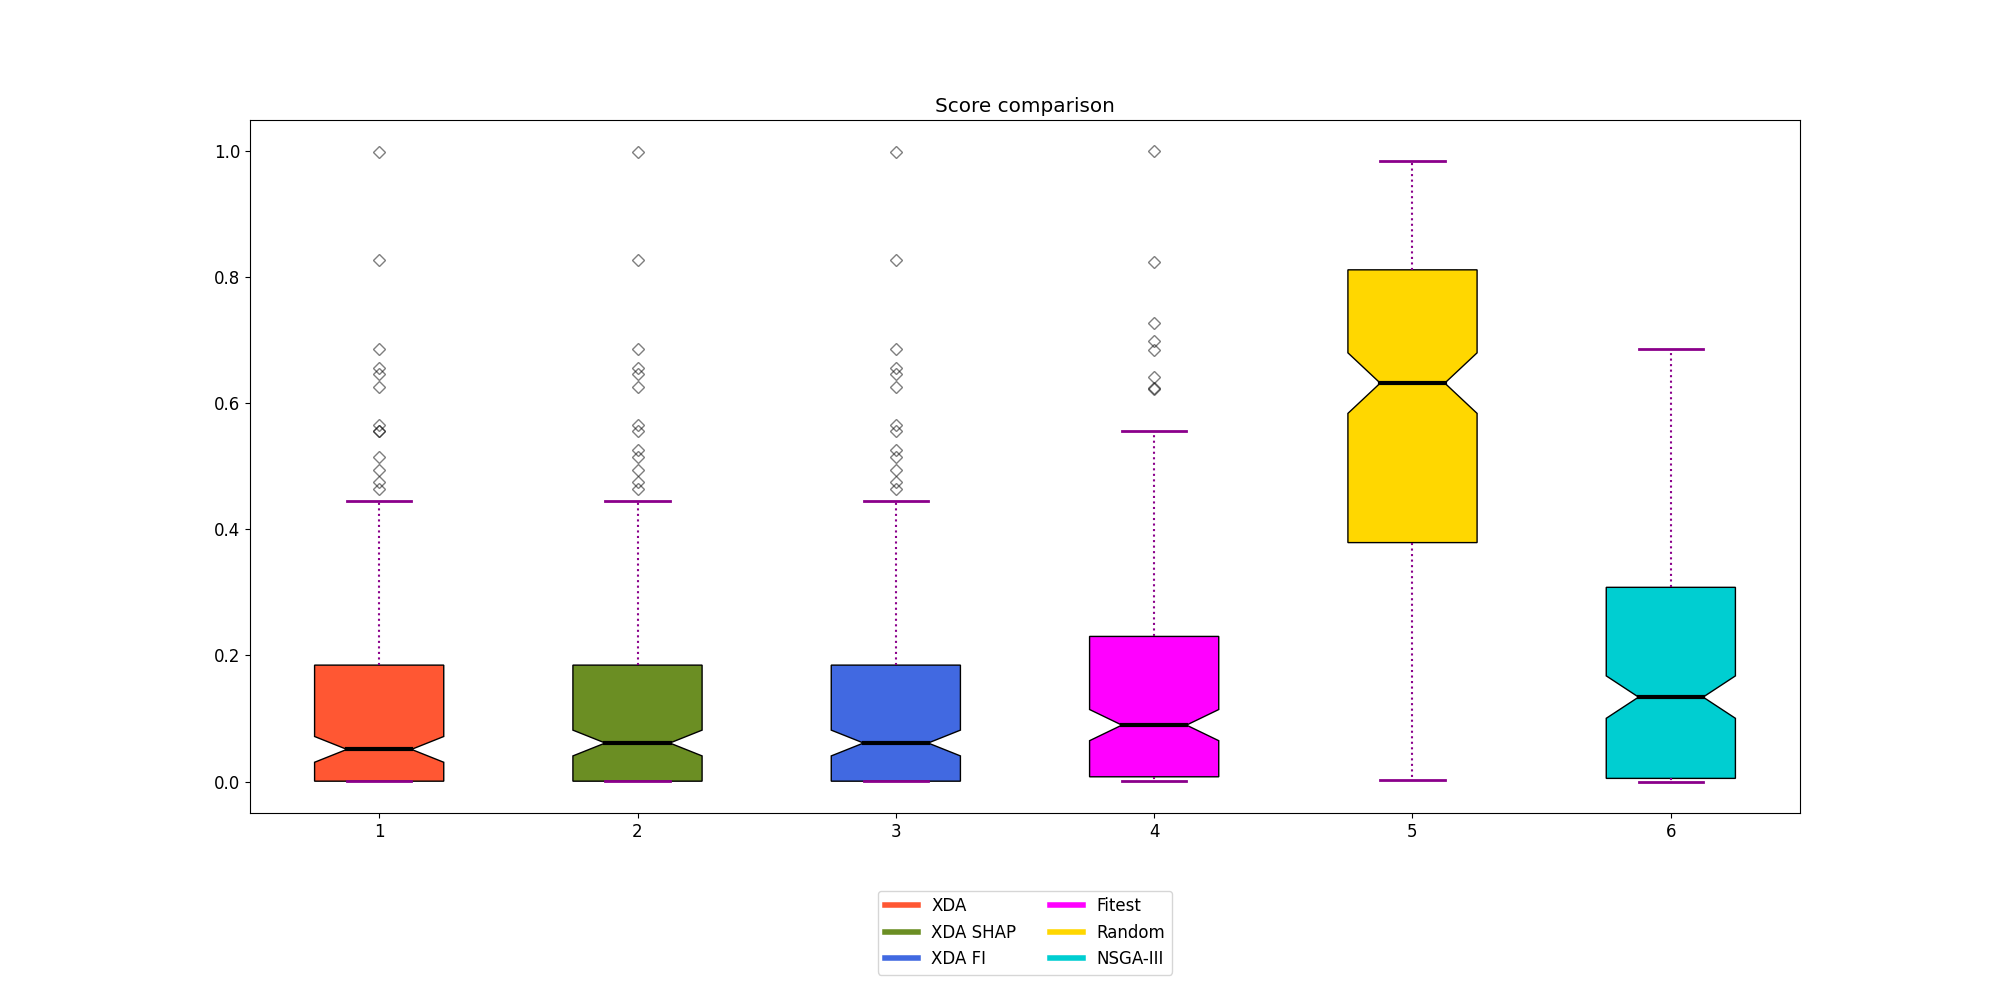 Score comparison
1.0
0.8
0.6
0.4
0.2
0.0
1 2 3 4 5 6
XDA
XDA SHAP
XDA FI
Fitest
Random
NSGA-III